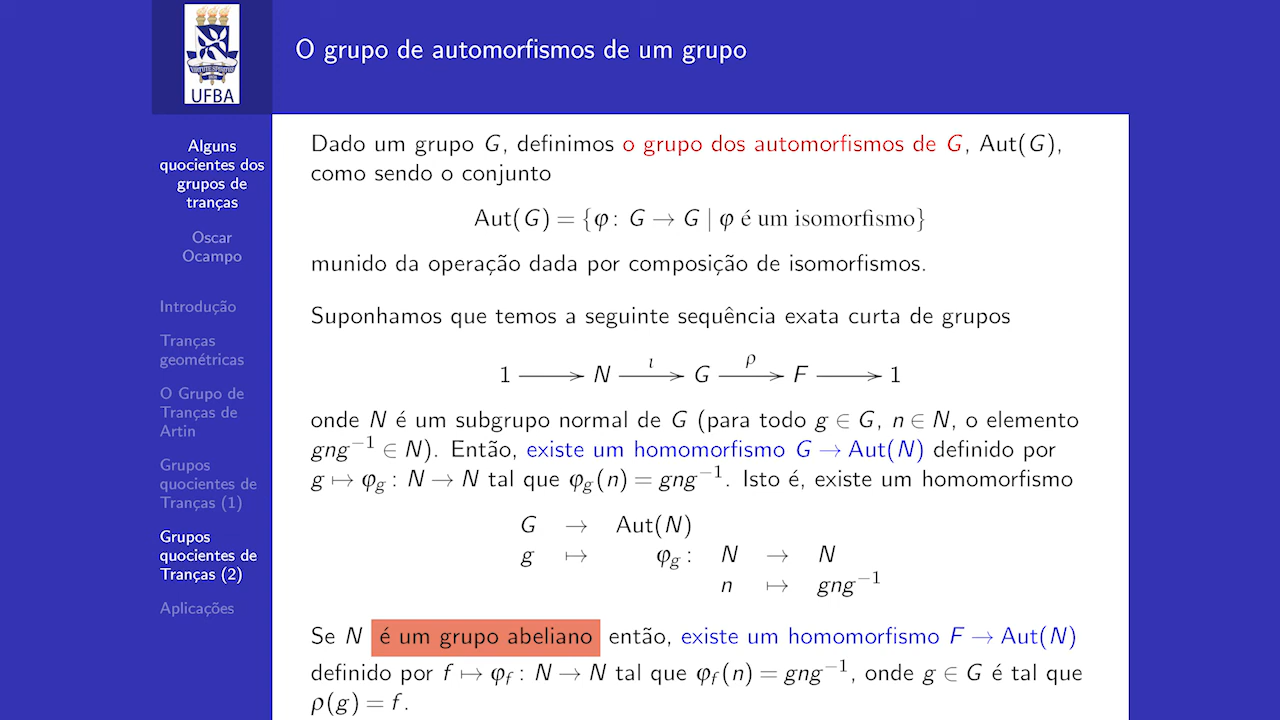 UFBA
O grupo de automorfismos de um grupo
Alguns
quocientes dos
grupos de
tranças
Oscar
Ocampo
Introdução
Tranças
geométricas
O Grupo de
Tranças de
Artin
Grupos
quocientes de
Tranças (1)
Grupos
quocientes de
Tranças (2)
Aplicações
Dado um grupo G, definimos o grupo dos automorfismos de G, Aut(G),
como sendo o conjunto
Aut(G) = {φ: G → G | φ é um isomorfismo}
munido da operação dada por composição de isomorfismos.
Suponhamos que temos a seguinte sequência exata curta de grupos
1 ⟶ N ⟶^ι G ⟶^ρ F ⟶ 1
onde N é um subgrupo normal de G (para todo g ∈ G, n ∈ N, o elemento
gng⁻¹ ∈ N). Então, existe um homomorfismo G → Aut(N) definido por
g ↦ φ_g : N → N tal que φ_g(n) = gng⁻¹. Isto é, existe um homomorfismo
G → Aut(N)
g ↦ φ_g : N → N
n ↦ gng⁻¹
Se N é um grupo abeliano então, existe um homomorfismo F → Aut(N)
definido por f ↦ φ_f : N → N tal que φ_f(n) = gng⁻¹, onde g ∈ G é tal que
ρ(g) = f.